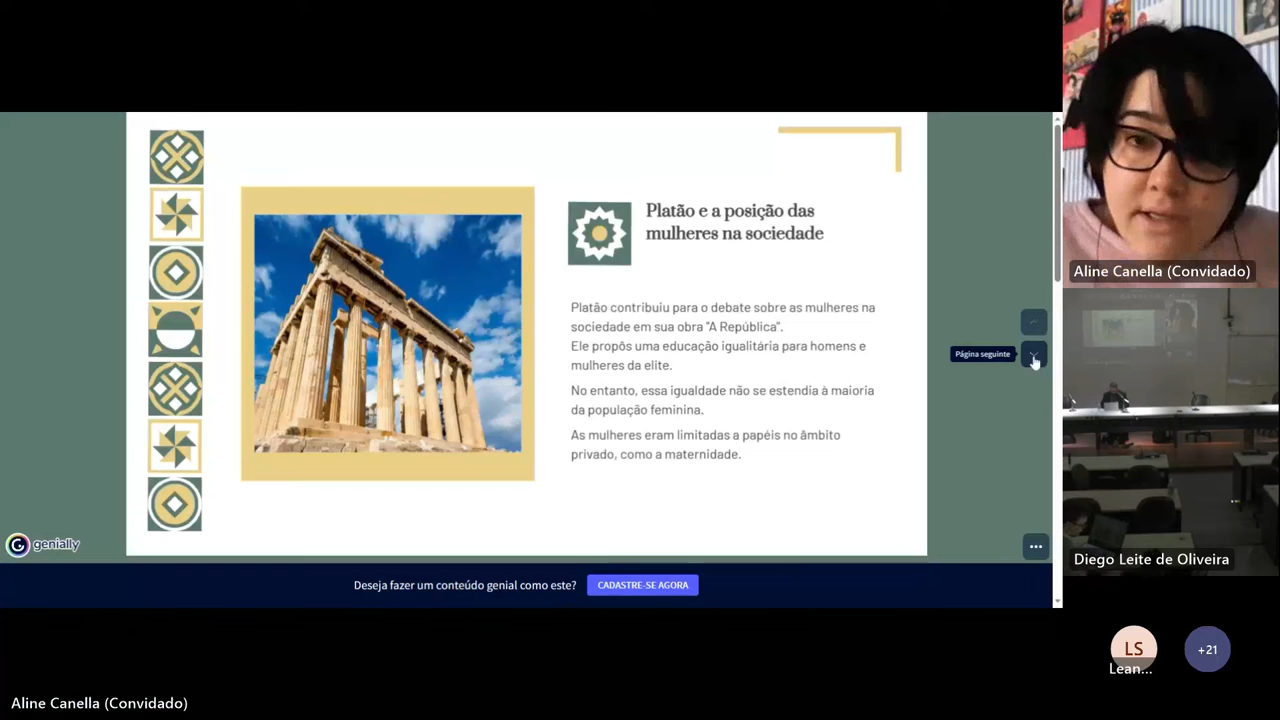 Platão e a posição das
mulheres na sociedade
Platão contribuiu para o debate sobre as mulheres na
sociedade em sua obra "A República".
Ele propôs uma educação igualitária para homens e
mulheres da elite.
No entanto, essa igualdade não se estendia à maioria
da população feminina.
As mulheres eram limitadas a papéis no âmbito
privado, como a maternidade.
Página seguinte
genially
Deseja fazer um conteúdo genial como este?
CADASTRE-SE AGORA
Aline Canella (Convidado)
Diego Leite de Oliveira
LS
Lean...
+21
Aline Canella (Convidado)